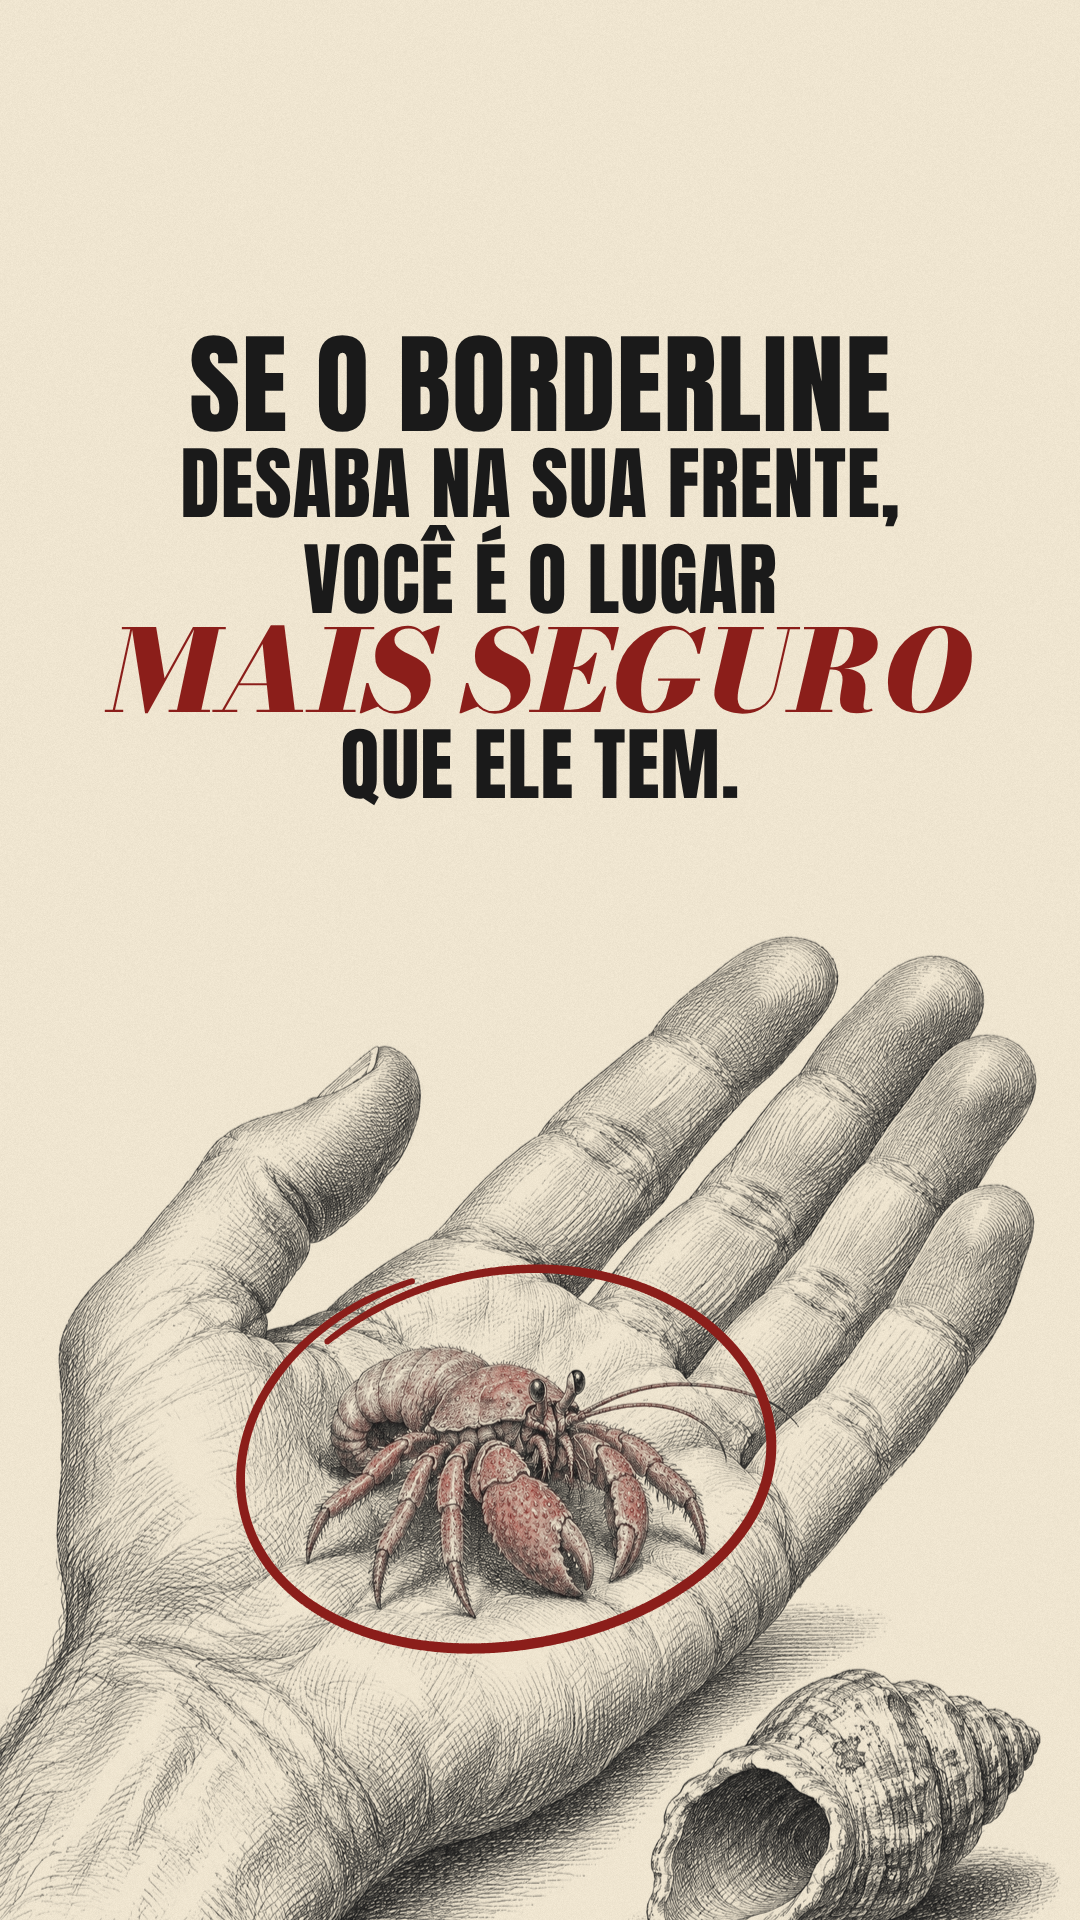 SE O BORDERLINE
DESABA NA SUA FRENTE,
VOCÊ É O LUGAR
MAIS SEGURO
QUE ELE TEM.